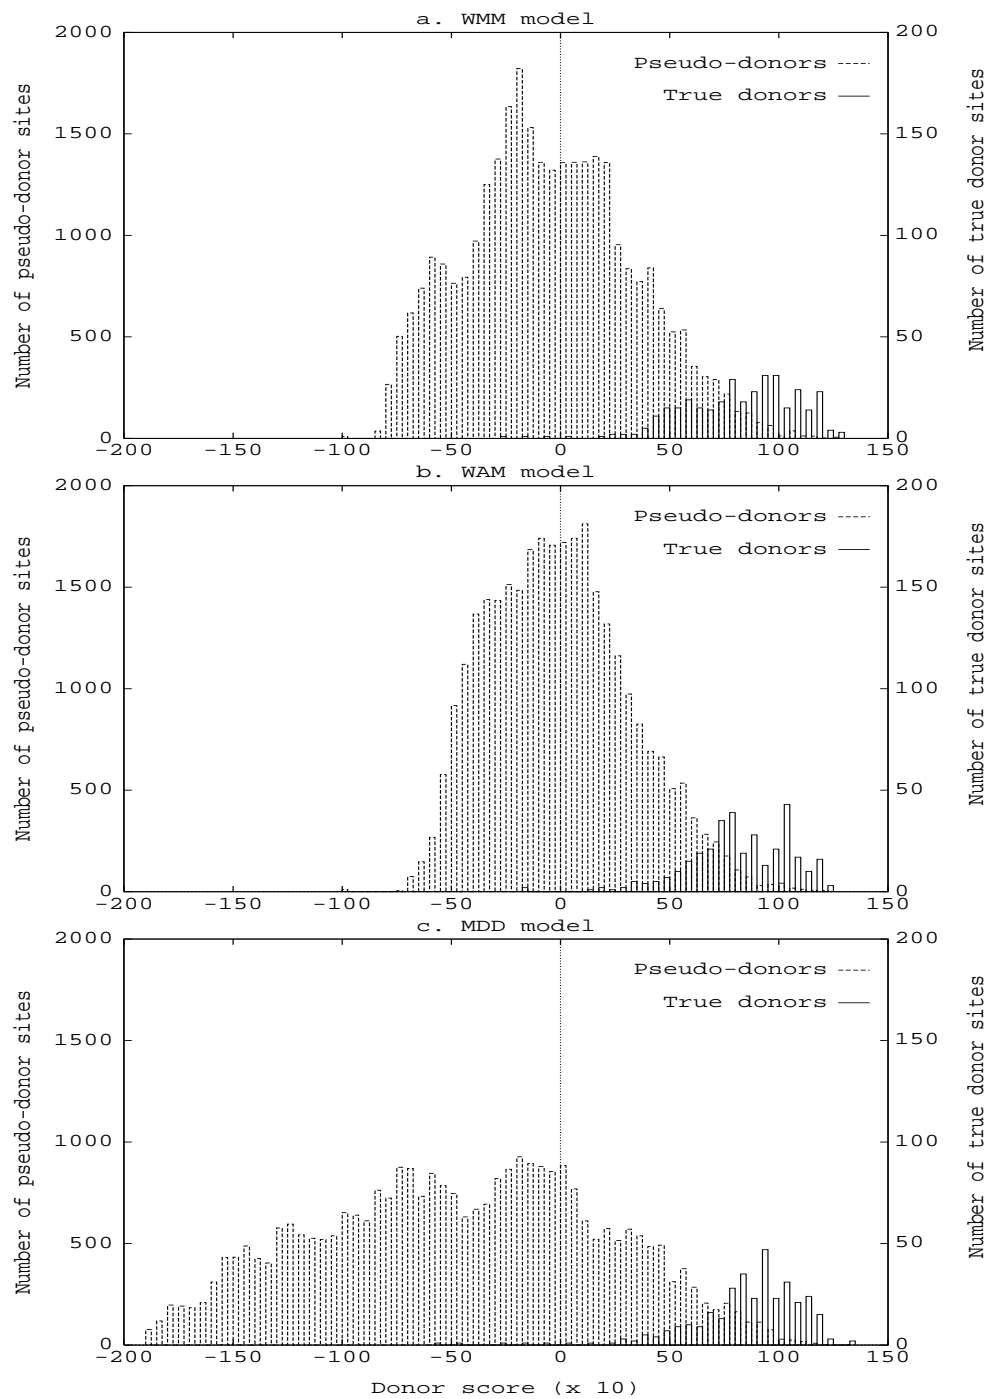 a. WMM model
2000
200
Pseudo-donors
True donors
1500
150
1000
100
500
50
0
0
Number of pseudo-donor sites
Number of true donor sites
-200 -150 -100 -50 0 50 100 150
b. WAM model
2000
200
Pseudo-donors
True donors
1500
150
1000
100
500
50
0
0
Number of pseudo-donor sites
Number of true donor sites
-200 -150 -100 -50 0 50 100 150
c. MDD model
2000
200
Pseudo-donors
True donors
1500
150
1000
100
500
50
0
0
Number of pseudo-donor sites
Number of true donor sites
-200 -150 -100 -50 0 50 100 150
Donor score (x 10)